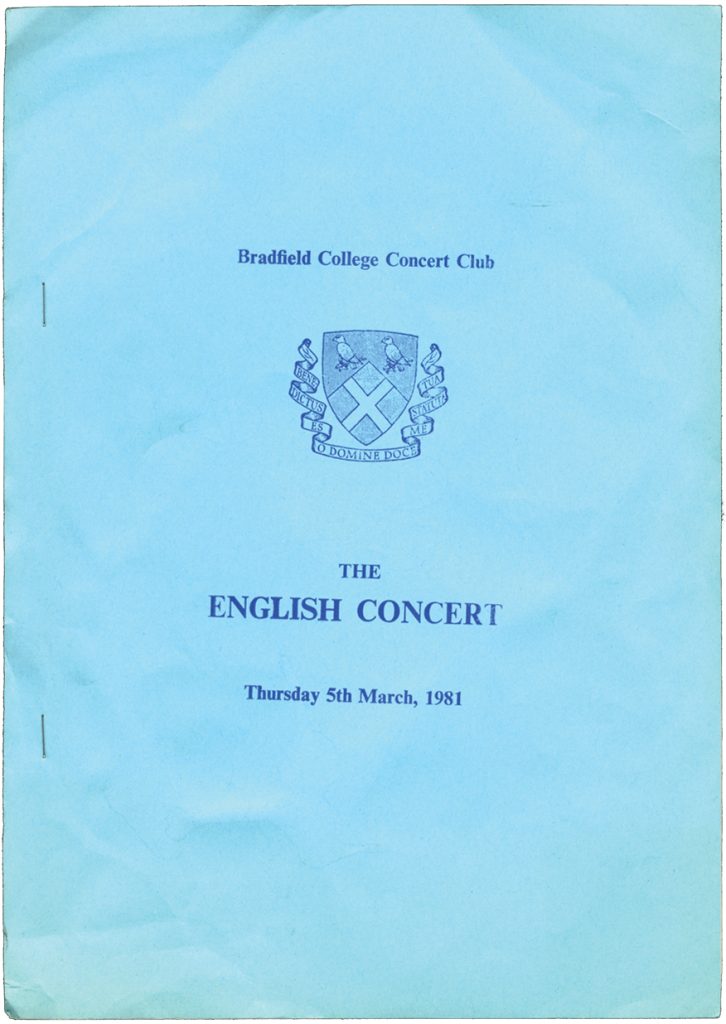 Bradfield College Concert Club
BENE
DICTUS
ES
O DOMINE DOCE
ME
STATUTA
TUA
THE
ENGLISH CONCERT
Thursday 5th March, 1981